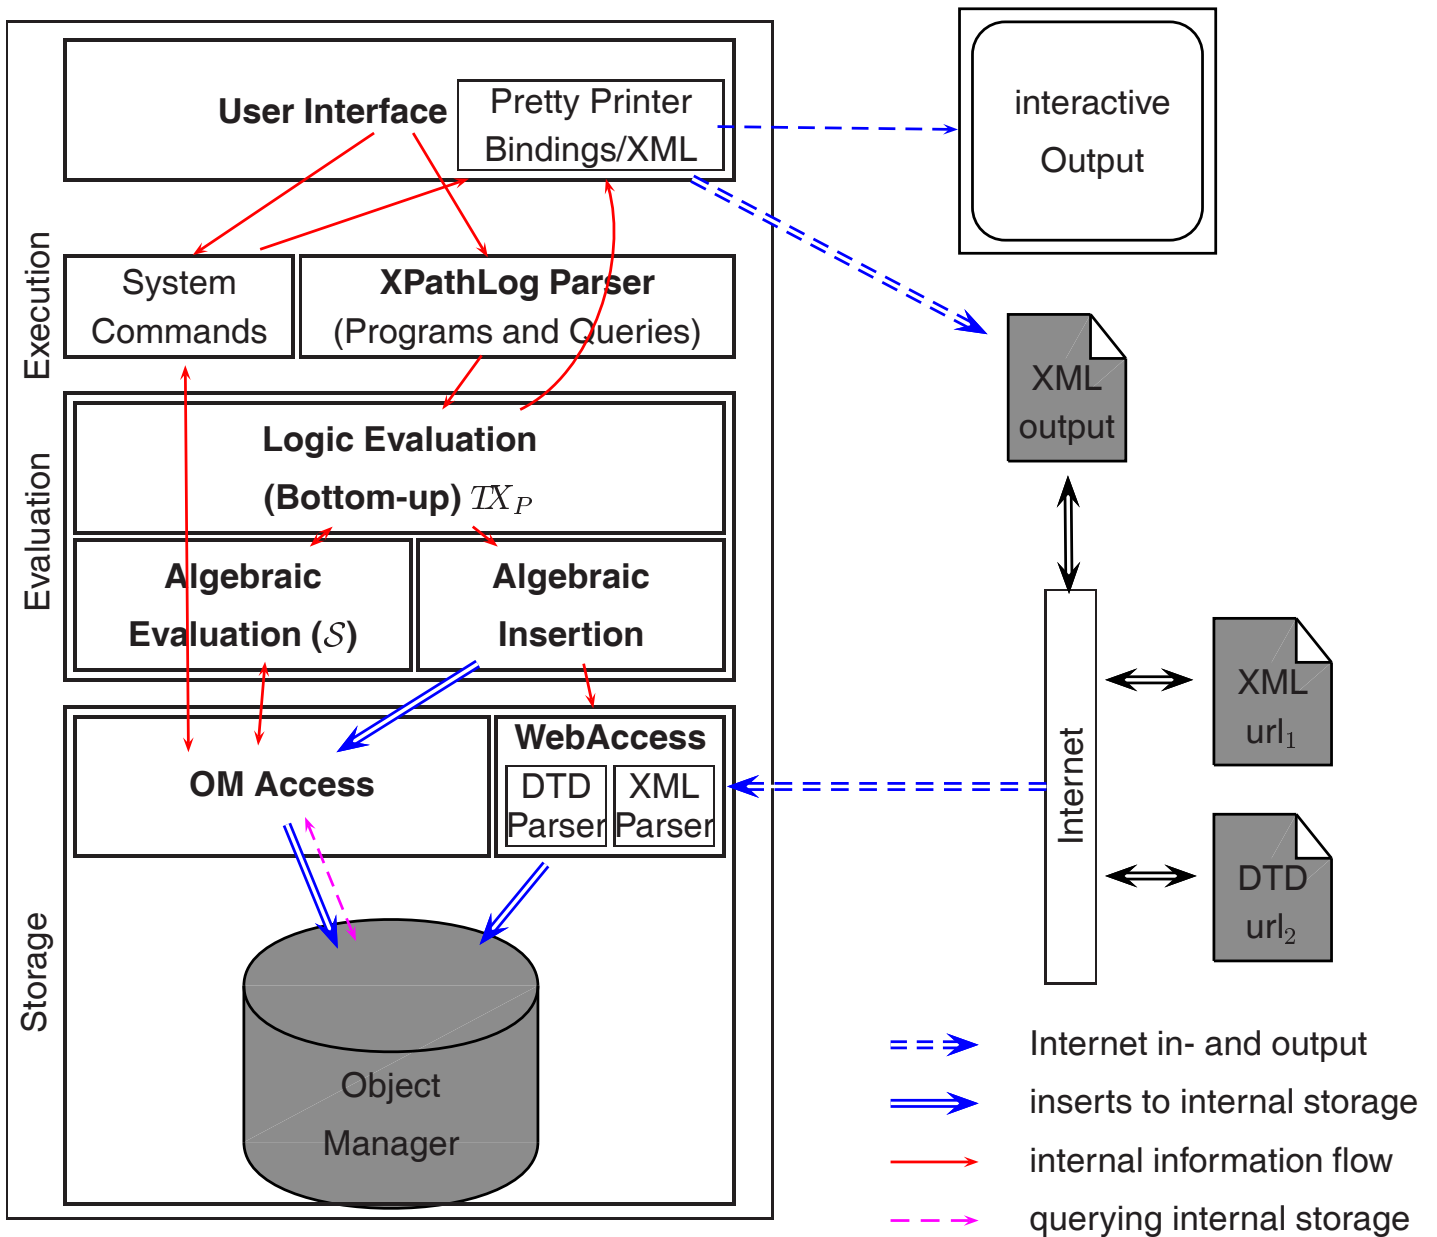 User Interface
Pretty Printer
Bindings/XML
interactive
Output
Execution
System
Commands
XPathLog Parser
(Programs and Queries)
XML
output
Evaluation
Logic Evaluation
(Bottom-up) TX_P
Algebraic
Evaluation (S)
Algebraic
Insertion
XML
url₁
Storage
OM Access
WebAccess
DTD
Parser
XML
Parser
Internet
DTD
url₂
Object
Manager
Internet in- and output
inserts to internal storage
internal information flow
querying internal storage